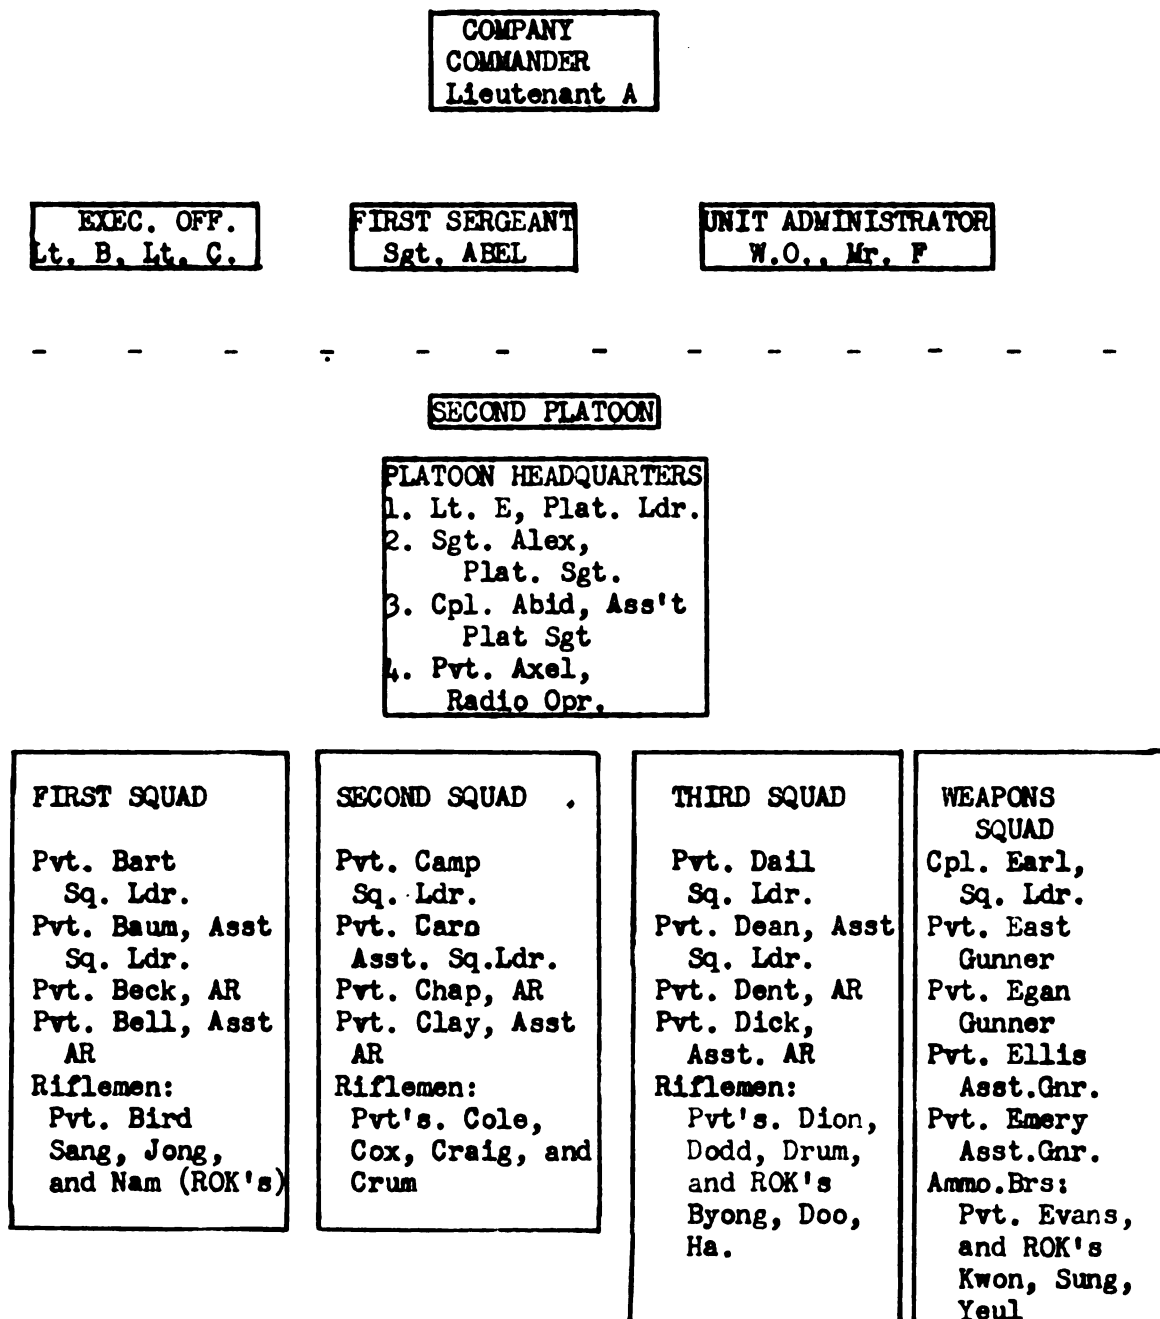 COMPANY
COMMANDER
Lieutenant A
EXEC. OFF.
Lt. B, Lt. C.
FIRST SERGEANT
Sgt. ABEL
UNIT ADMINISTRATOR
W.O., Mr. F
SECOND PLATOON
PLATOON HEADQUARTERS
1. Lt. E, Plat. Ldr.
2. Sgt. Alex,
Plat. Sgt.
3. Cpl. Abid, Ass't
Plat Sgt
4. Pvt. Axel,
Radio Opr.
FIRST SQUAD
Pvt. Bart
Sq. Ldr.
Pvt. Baum, Asst
Sq. Ldr.
Pvt. Beck, AR
Pvt. Bell, Asst
AR
Riflemen:
Pvt. Bird
Sang, Jong,
and Nam (ROK's)
SECOND SQUAD
Pvt. Camp
Sq. Ldr.
Pvt. Caro
Asst. Sq.Ldr.
Pvt. Chap, AR
Pvt. Clay, Asst
AR
Riflemen:
Pvt's. Cole,
Cox, Craig, and
Crum
THIRD SQUAD
Pvt. Dail
Sq. Ldr.
Pvt. Dean, Asst
Sq. Ldr.
Pvt. Dent, AR
Pvt. Dick,
Asst. AR
Riflemen:
Pvt's. Dion,
Dodd, Drum,
and ROK's
Byong, Doo,
Ha.
WEAPONS
SQUAD
Cpl. Earl,
Sq. Ldr.
Pvt. East
Gunner
Pvt. Egan
Gunner
Pvt. Ellis
Asst.Gnr.
Pvt. Emery
Asst.Gnr.
Ammo.Brs:
Pvt. Evans,
and ROK's
Kwon, Sung,
Yeul